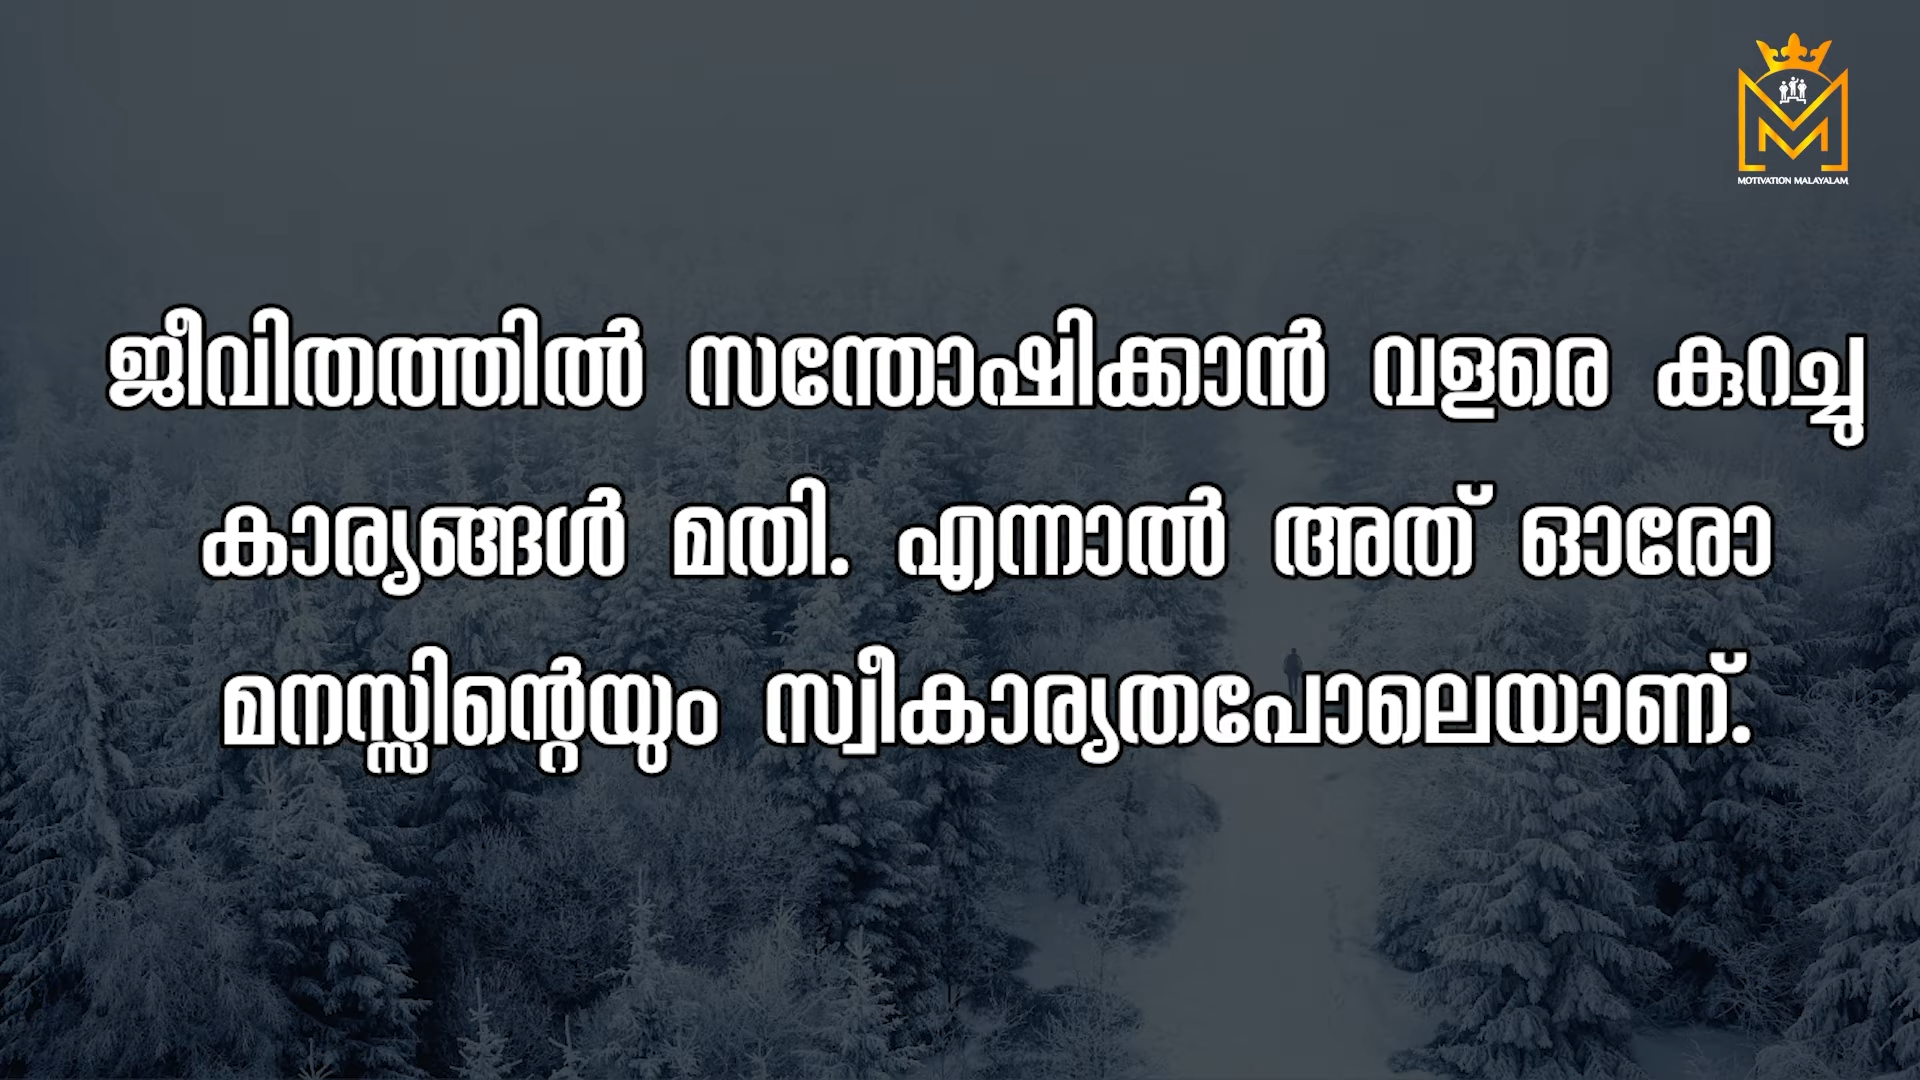 MOTIVATION MALAYALAM
ജീവിതത്തിൽ സന്തോഷിക്കാൻ വളരെ കുറച്ചു
കാര്യങ്ങൾ മതി. എന്നാൽ അത് ഓരോ
മനസ്സിന്റെയും സ്വീകാര്യതപോലെയാണ്.